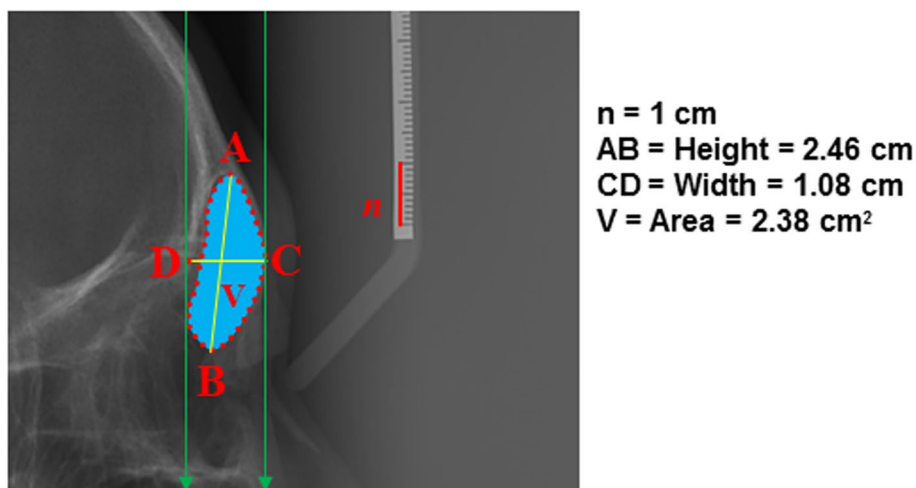 A
n
D
C
V
B
n = 1 cm
AB = Height = 2.46 cm
CD = Width = 1.08 cm
V = Area = 2.38 cm²